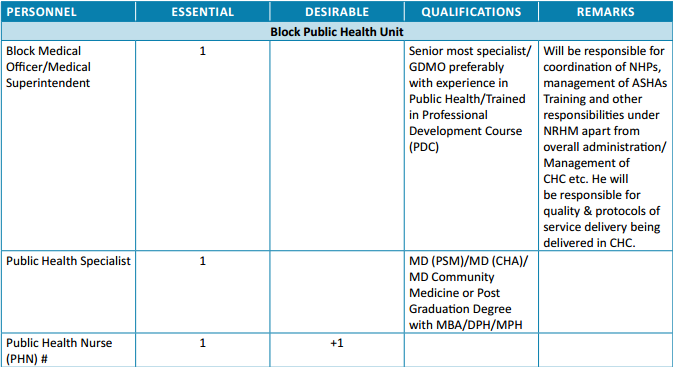 PERSONNEL ESSENTIAL DESIRABLE QUALIFICATIONS REMARKS
Block Public Health Unit
Block Medical
Officer/Medical
Superintendent
1
Senior most specialist/
GDMO preferably
with experience in
Public Health/Trained
in Professional
Development Course
(PDC)
Will be responsible for
coordination of NHPs,
management of ASHAs
Training and other
responsibilities under
NRHM apart from
overall administration/
Management of
CHC etc. He will
be responsible for
quality & protocols of
service delivery being
delivered in CHC.
Public Health Specialist
1
MD (PSM)/MD (CHA)/
MD Community
Medicine or Post
Graduation Degree
with MBA/DPH/MPH
Public Health Nurse
(PHN) #
1
+1